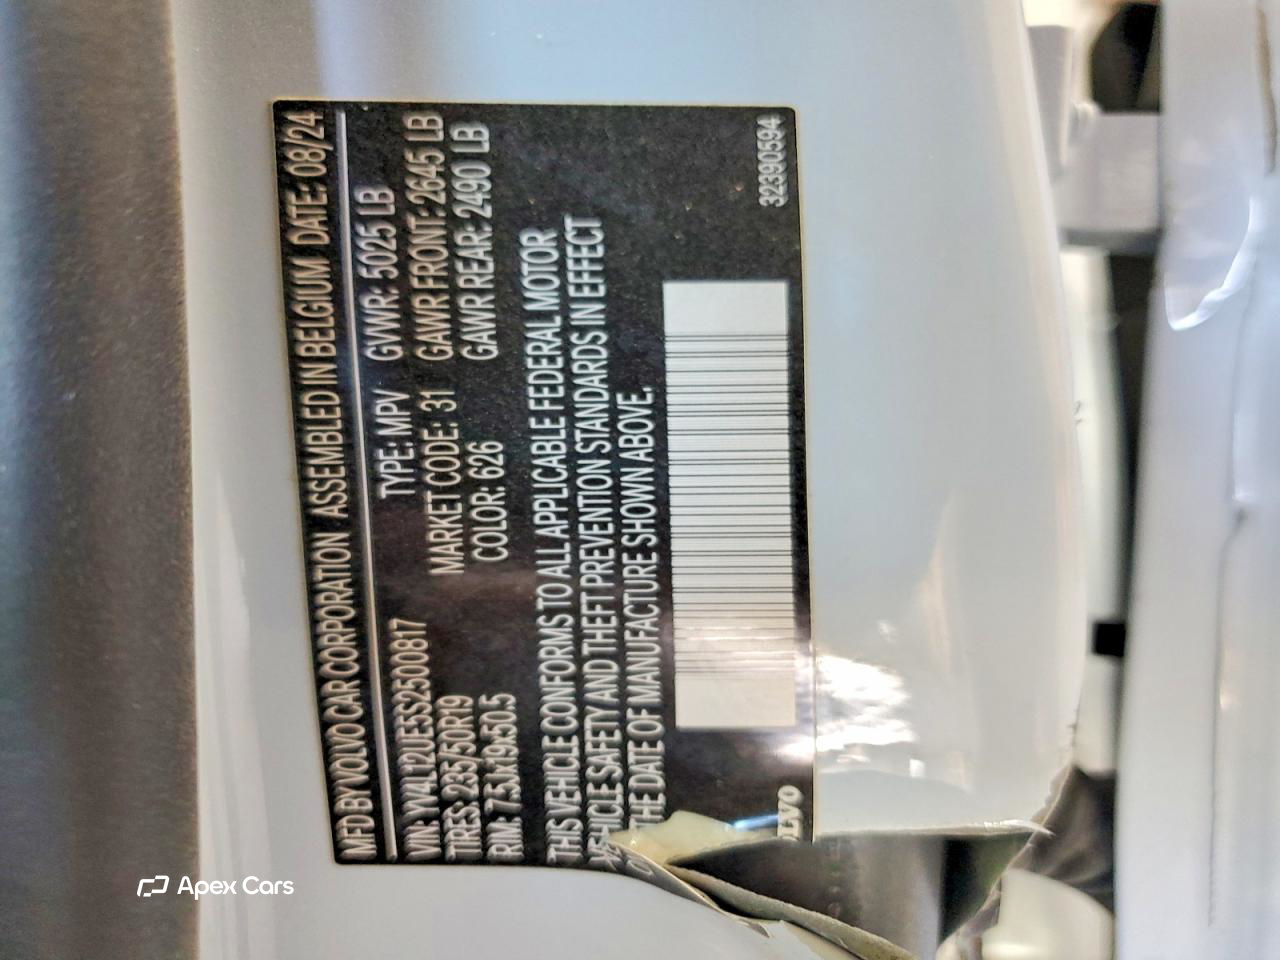 MFD BY VOLVO CAR CORPORATION ASSEMBLED IN BELGIUM DATE: 08/24
VIN: YV4L12UE5S2500817 TYPE: MPV GVWR: 5025 LB
TIRES: 235/50R19 MARKET CODE: 31 GAWR FRONT: 2645 LB
RIM: 7.5Jx19x50.5 COLOR: 626 GAWR REAR: 2490 LB
THIS VEHICLE CONFORMS TO ALL APPLICABLE FEDERAL MOTOR
VEHICLE SAFETY AND THEFT PREVENTION STANDARDS IN EFFECT
THE DATE OF MANUFACTURE SHOWN ABOVE.
OLVO 32390594
Apex Cars